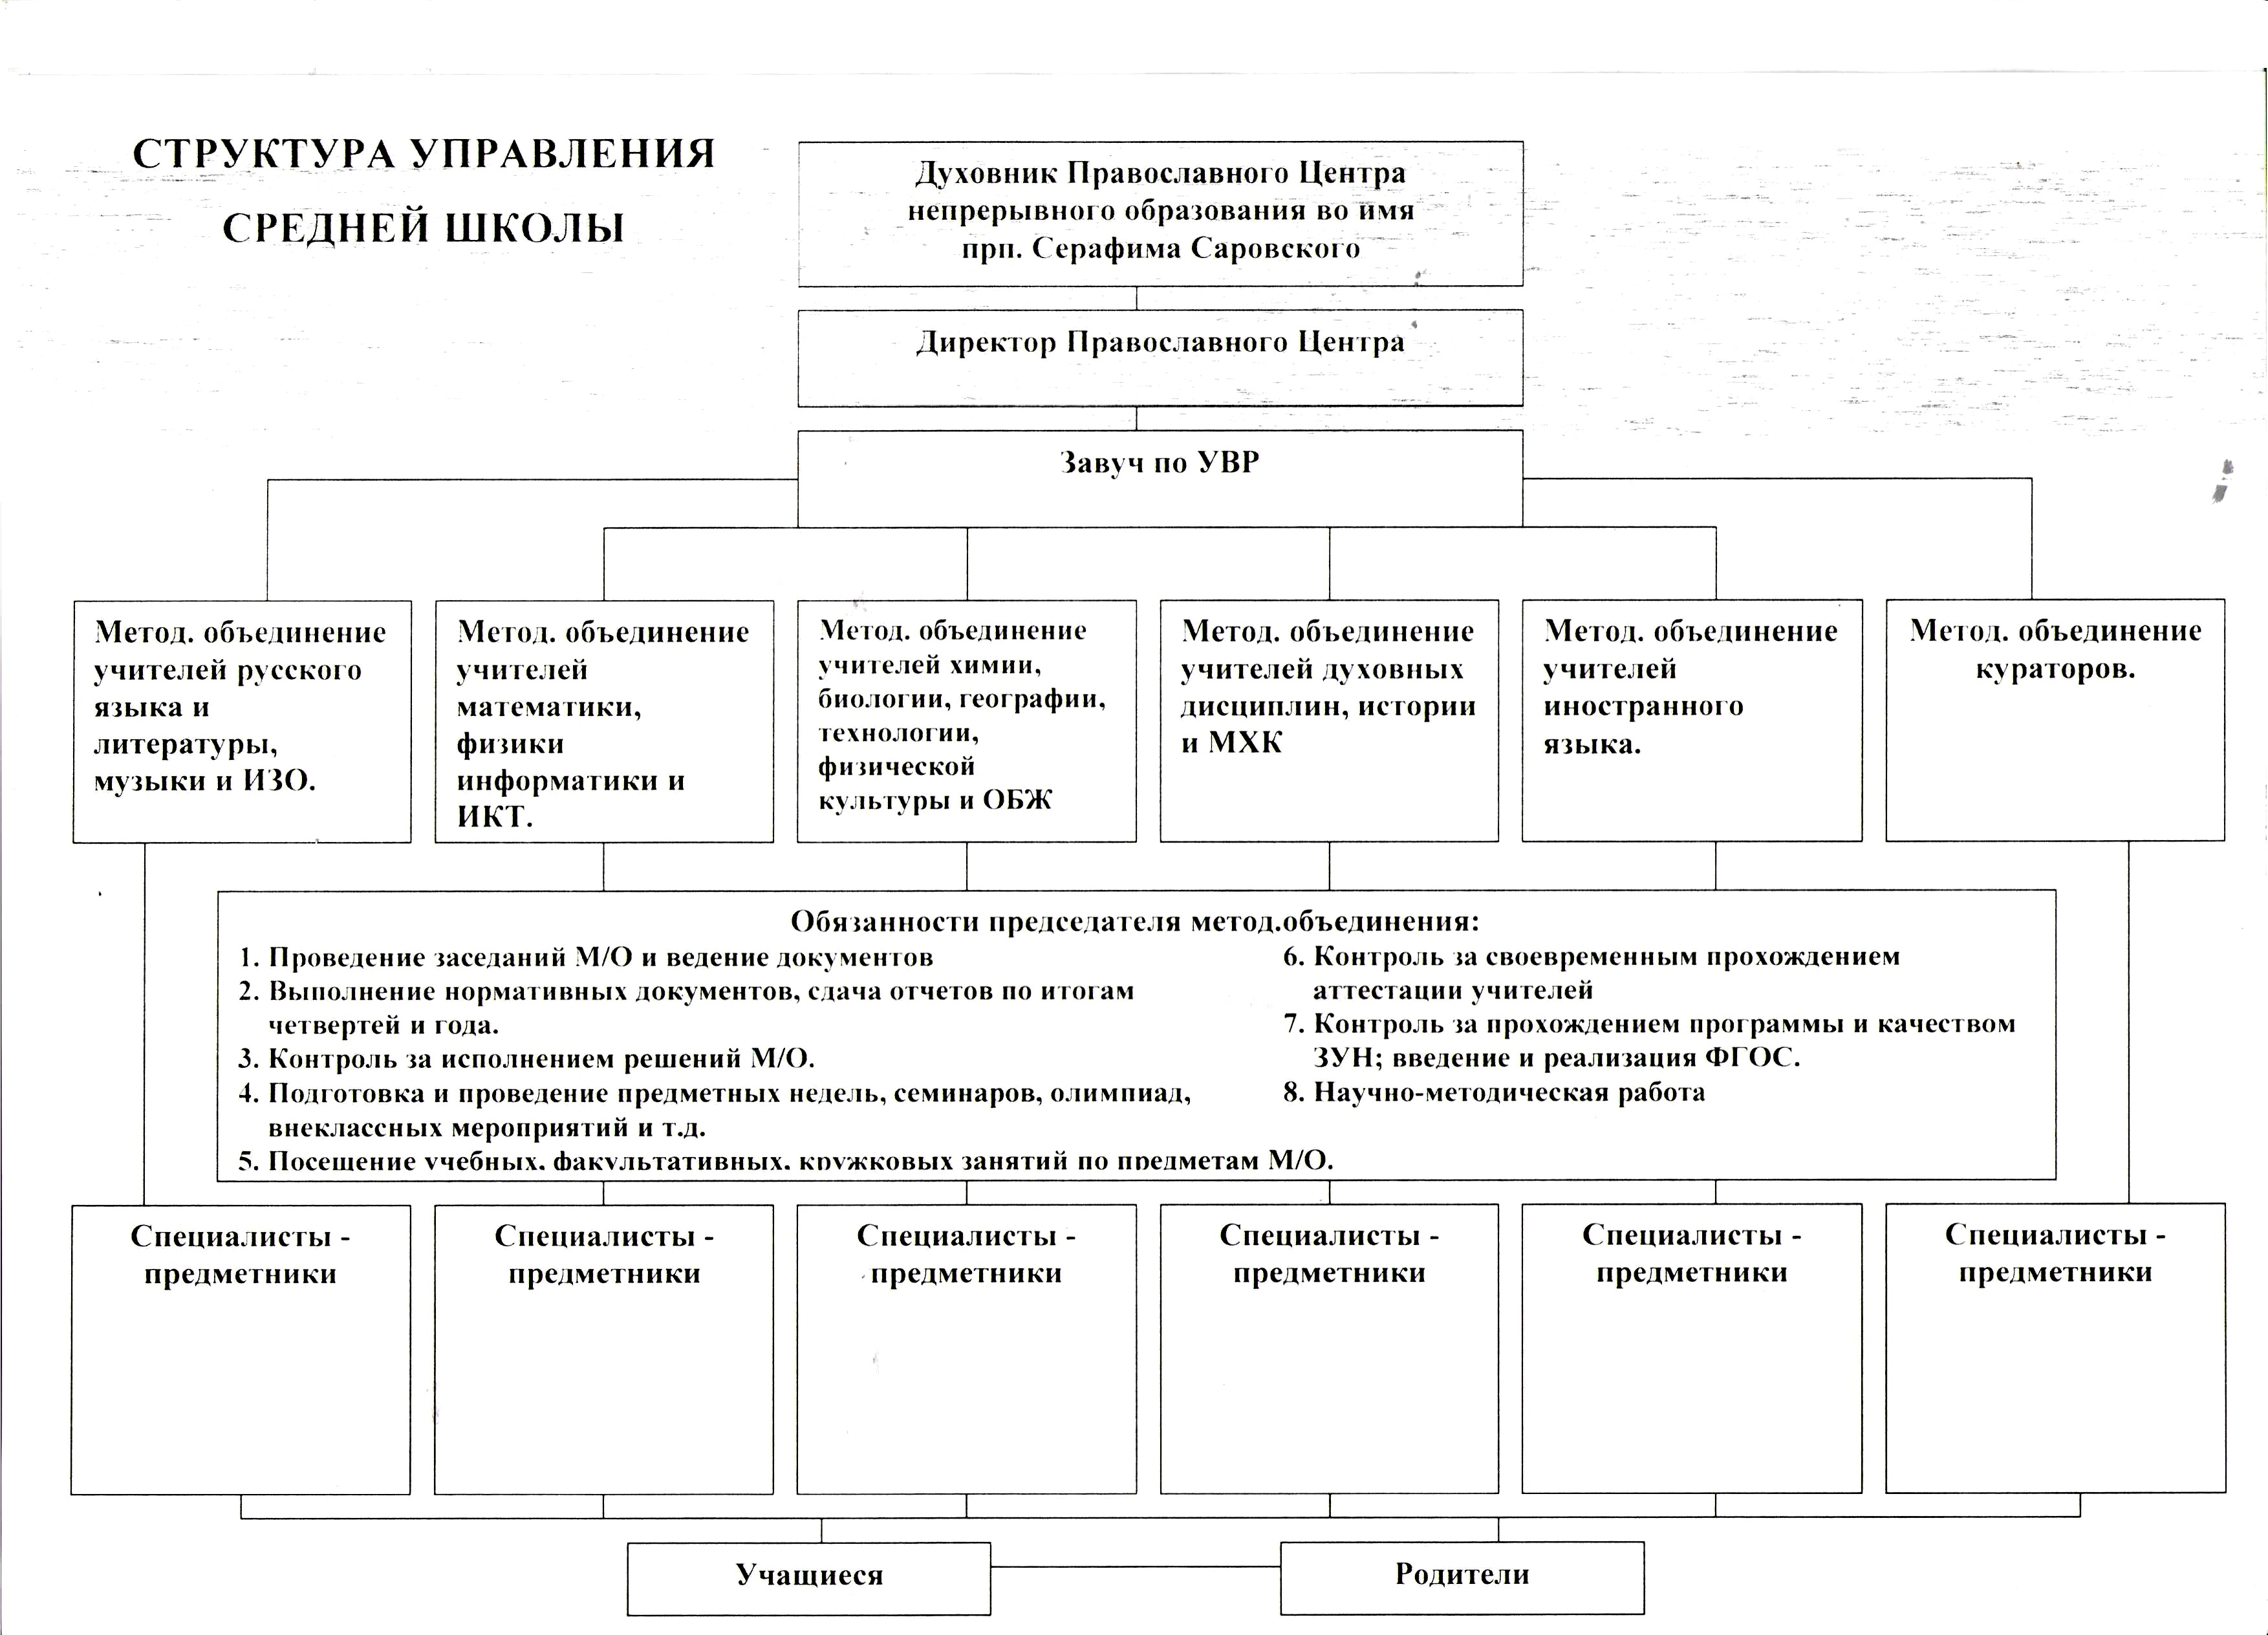 СТРУКТУРА УПРАВЛЕНИЯ
СРЕДНЕЙ ШКОЛЫ
Духовник Православного Центра
непрерывного образования во имя
прп. Серафима Саровского
Директор Православного Центра
Завуч по УВР
Метод. объединение
учителей русского
языка и
литературы,
музыки и ИЗО.
Метод. объединение
учителей
математики,
физики
информатики и
ИКТ.
Метод. объединение
учителей химии,
биологии, географии,
технологии,
физической
культуры и ОБЖ
Метод. объединение
учителей духовных
дисциплин, истории
и МХК
Метод. объединение
учителей
иностранного
языка.
Метод. объединение
кураторов.
Обязанности председателя метод.объединения:
1. Проведение заседаний М/О и ведение документов
2. Выполнение нормативных документов, сдача отчетов по итогам
четвертей и года.
3. Контроль за исполнением решений М/О.
4. Подготовка и проведение предметных недель, семинаров, олимпиад,
внеклассных мероприятий и т.д.
5. Посещение учебных, факультативных, кружковых занятий по предметам М/О.
6. Контроль за своевременным прохождением
аттестации учителей
7. Контроль за прохождением программы и качеством
ЗУН; введение и реализация ФГОС.
8. Научно-методическая работа
Специалисты -
предметники
Специалисты -
предметники
Специалисты -
предметники
Специалисты -
предметники
Специалисты -
предметники
Специалисты -
предметники
Учащиеся
Родители